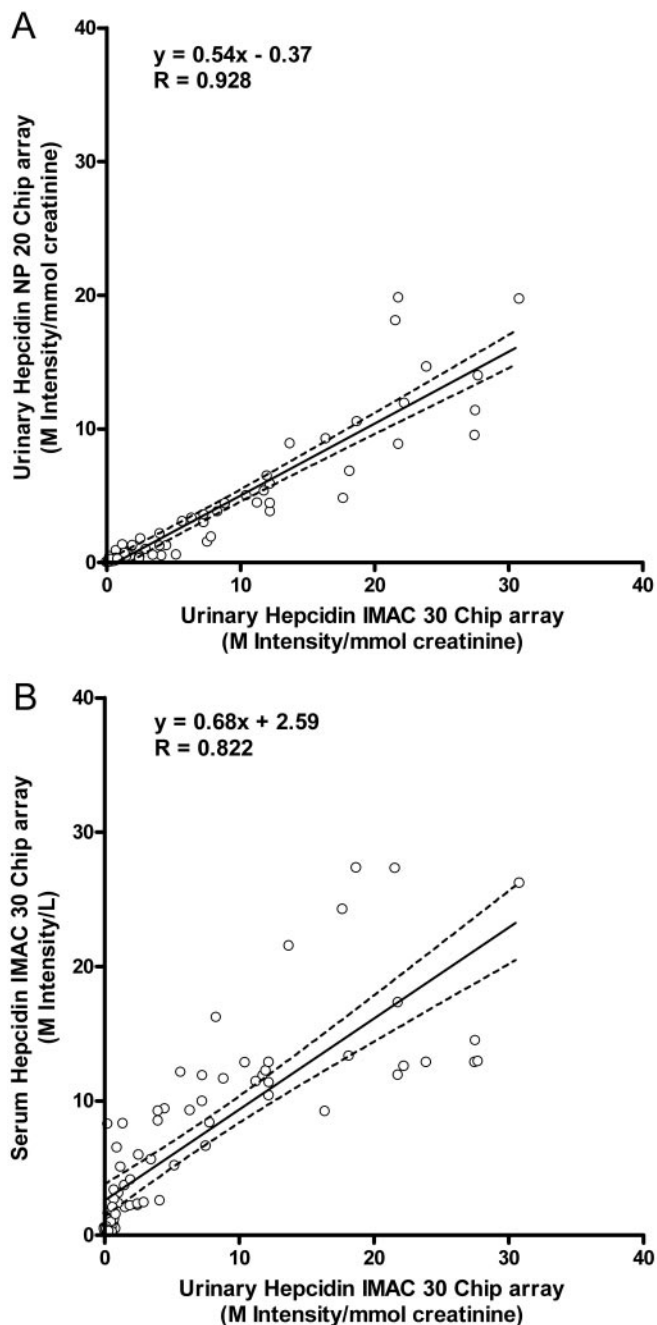 A
y = 0.54x - 0.37
R = 0.928
Urinary Hepcidin NP 20 Chip array
(M Intensity/mmol creatinine)
40
30
20
10
0
0 10 20 30 40
Urinary Hepcidin IMAC 30 Chip array
(M Intensity/mmol creatinine)
B
y = 0.68x + 2.59
R = 0.822
Serum Hepcidin IMAC 30 Chip array
(M Intensity/L)
40
30
20
10
0
0 10 20 30 40
Urinary Hepcidin IMAC 30 Chip array
(M Intensity/mmol creatinine)